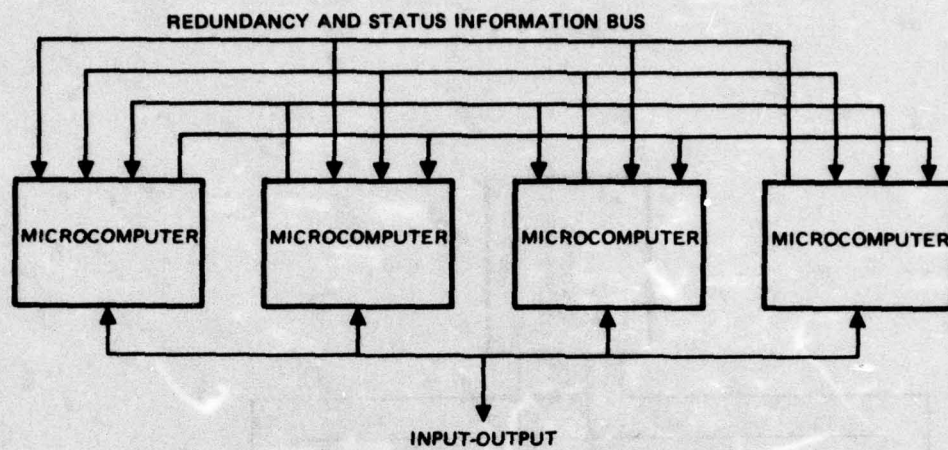 REDUNDANCY AND STATUS INFORMATION BUS
MICROCOMPUTER
MICROCOMPUTER
MICROCOMPUTER
MICROCOMPUTER
INPUT-OUTPUT